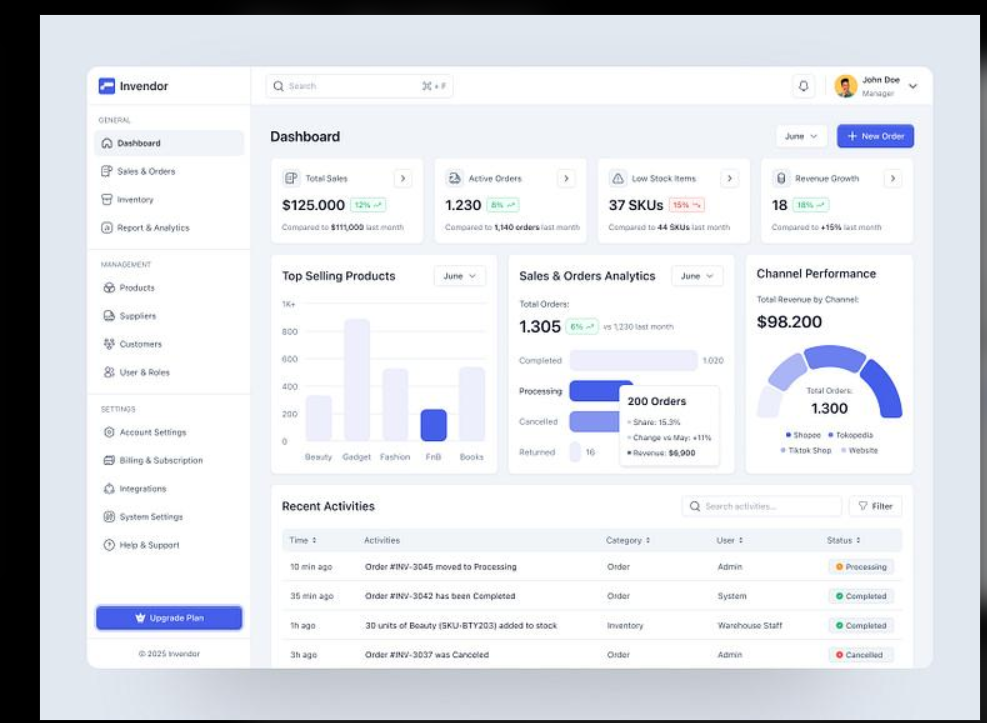 Invendor
Search
⌘ + F
John Doe
Manager
GENERAL
Dashboard
Sales & Orders
Inventory
Report & Analytics
MANAGEMENT
Products
Suppliers
Customers
User & Roles
SETTINGS
Account Settings
Billing & Subscription
Integrations
System Settings
Help & Support
Upgrade Plan
© 2025 Invendor
Dashboard
June
+ New Order
Total Sales
$125.000 12%
Compared to $111,000 last month
Active Orders
1.230 8%
Compared to 1,140 orders last month
Low Stock Items
37 SKUs 15%
Compared to 44 SKUs last month
Revenue Growth
18 18%
Compared to +15% last month
Top Selling Products
June
1K+
800
600
400
200
0
Beauty Gadget Fashion FnB Books
Sales & Orders Analytics
June
Total Orders:
1.305 6% vs 1,230 last month
Completed 1.020
Processing
Cancelled
Returned 16
200 Orders
Share: 15.3%
Change vs May: +11%
Revenue: $6,900
Channel Performance
Total Revenue by Channel:
$98.200
Total Orders:
1.300
Shopee Tokopedia
Tiktok Shop Website
Recent Activities
Search activities...
Filter
Time Activities Category User Status
10 min ago Order #INV-3045 moved to Processing Order Admin Processing
35 min ago Order #INV-3042 has been Completed Order System Completed
1h ago 30 units of Beauty (SKU-BTY203) added to stock Inventory Warehouse Staff Completed
3h ago Order #INV-3037 was Canceled Order Admin Cancelled